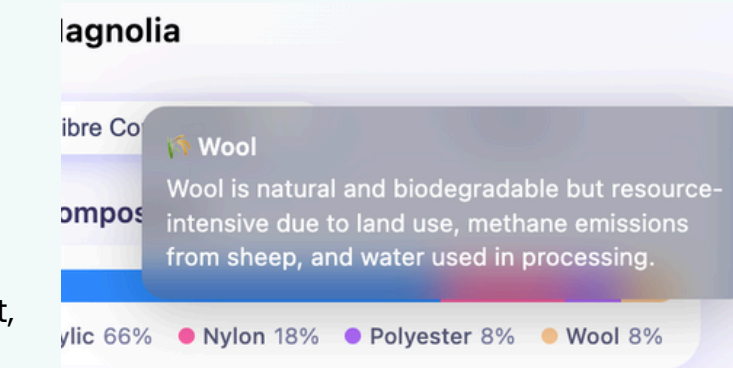 lagnolia
ibre Co
🌾 Wool
Wool is natural and biodegradable but resource-
intensive due to land use, methane emissions
from sheep, and water used in processing.
ompos
t,
ylic 66% Nylon 18% Polyester 8% Wool 8%